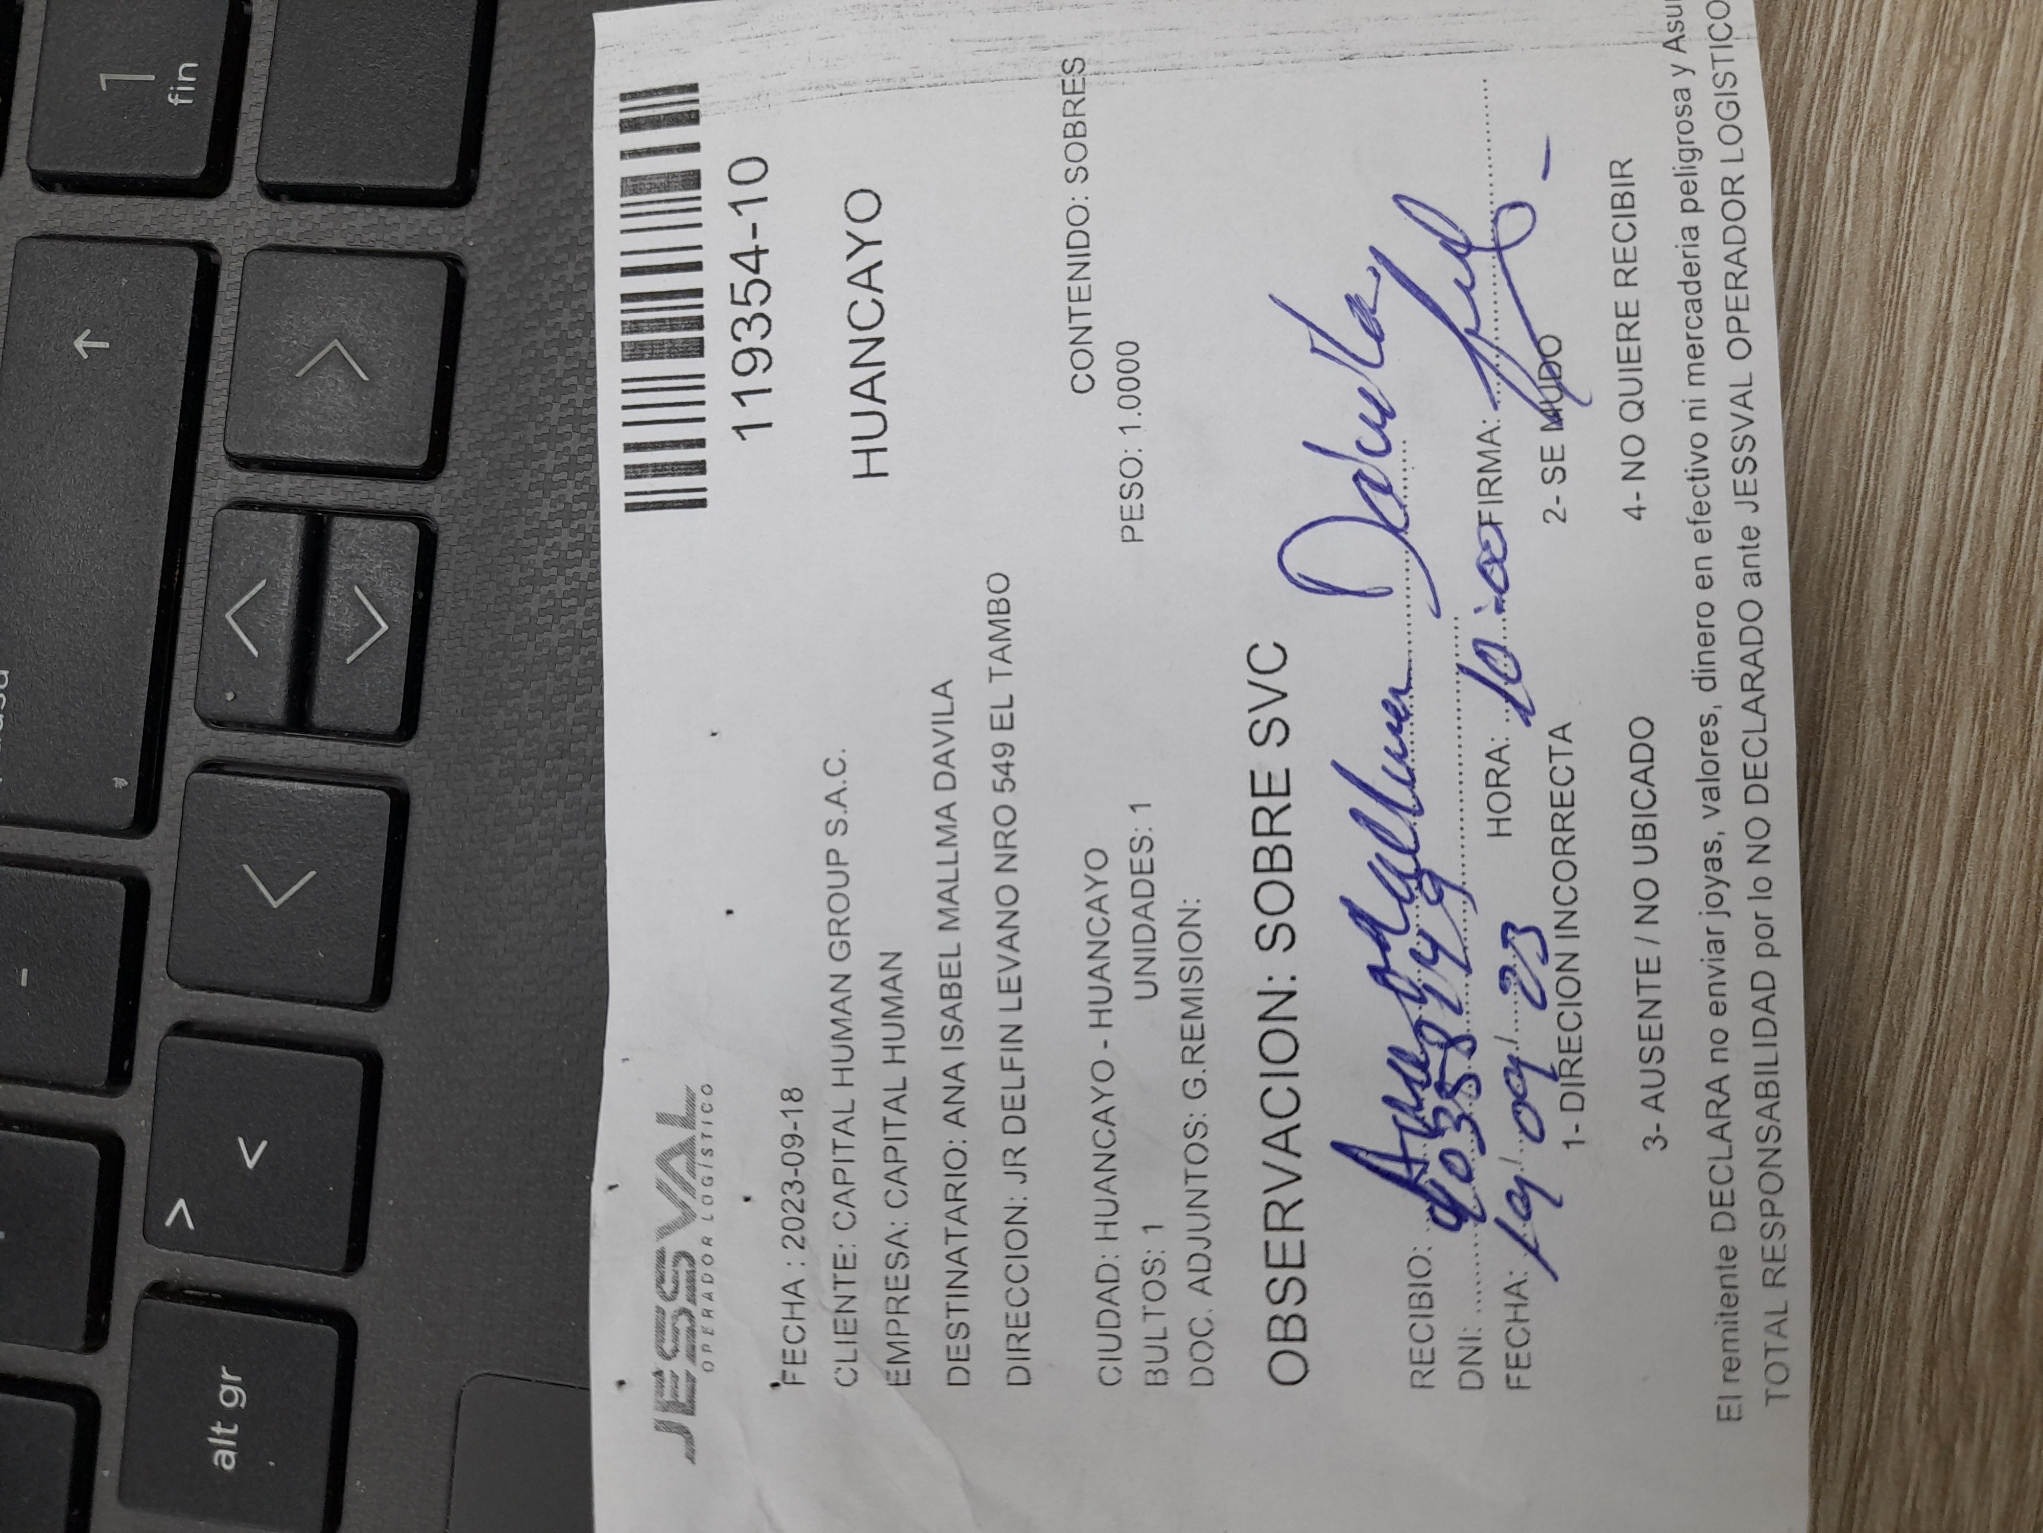 pausa
-
↑
1
fin
alt gr
>
<
JESSVAL
OPERADOR LOGÍSTICO
119354-10
FECHA : 2023-09-18
CLIENTE: CAPITAL HUMAN GROUP S.A.C.
HUANCAYO
EMPRESA: CAPITAL HUMAN
DESTINATARIO: ANA ISABEL MALLMA DAVILA
DIRECCION: JR DELFIN LEVANO NRO 549 EL TAMBO
CONTENIDO: SOBRES
CIUDAD: HUANCAYO - HUANCAYO
BULTOS: 1 UNIDADES: 1 PESO: 1.0000
DOC. ADJUNTOS: G.REMISION:
OBSERVACION: SOBRE SVC
RECIBIO: Ana Mallma Dávila
DNI:
FECHA: 19/09/23 HORA: 10:00 FIRMA:
1- DIRECION INCORRECTA 2- SE MUDO
3- AUSENTE / NO UBICADO 4- NO QUIERE RECIBIR
El remitente DECLARA no enviar joyas, valores, dinero en efectivo ni mercaderia peligrosa y
TOTAL RESPONSABILIDAD por lo NO DECLARADO ante JESSVAL OPERADOR LOGISTICO